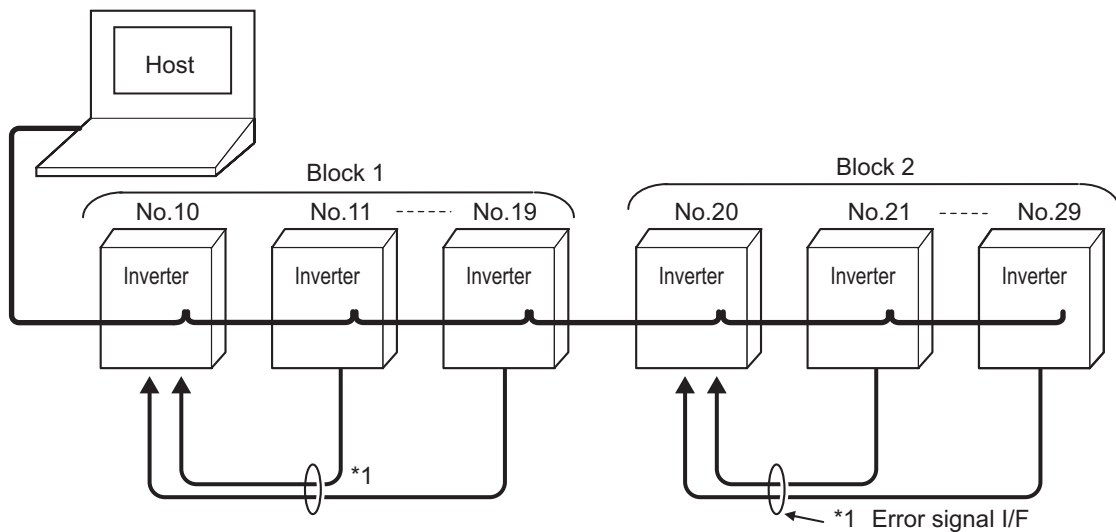 Host
Block 1
Block 2
No.10
No.11
No.19
No.20
No.21
No.29
Inverter
Inverter
Inverter
Inverter
Inverter
Inverter
*1
*1 Error signal I/F